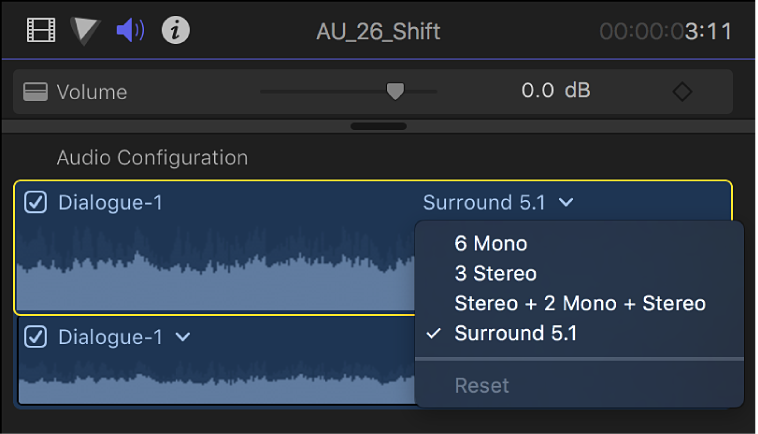 AU_26_Shift 00:00:03:11
Volume 0.0 dB
Audio Configuration
Dialogue-1 Surround 5.1
6 Mono
3 Stereo
Stereo + 2 Mono + Stereo
Surround 5.1
Dialogue-1
Reset